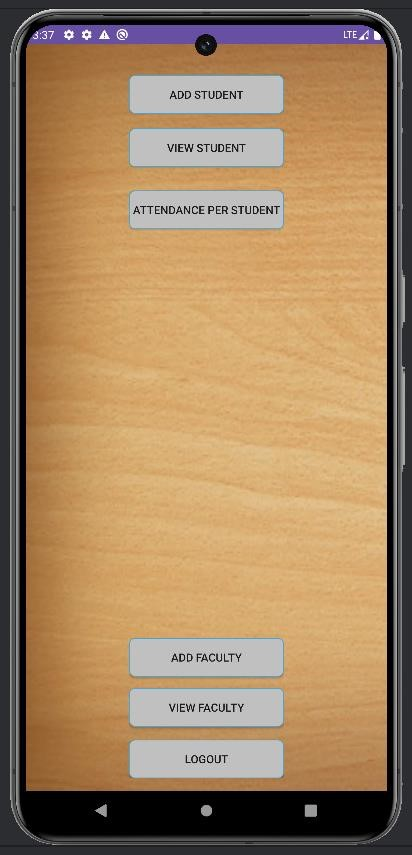 3:37 LTE
ADD STUDENT
VIEW STUDENT
ATTENDANCE PER STUDENT
ADD FACULTY
VIEW FACULTY
LOGOUT